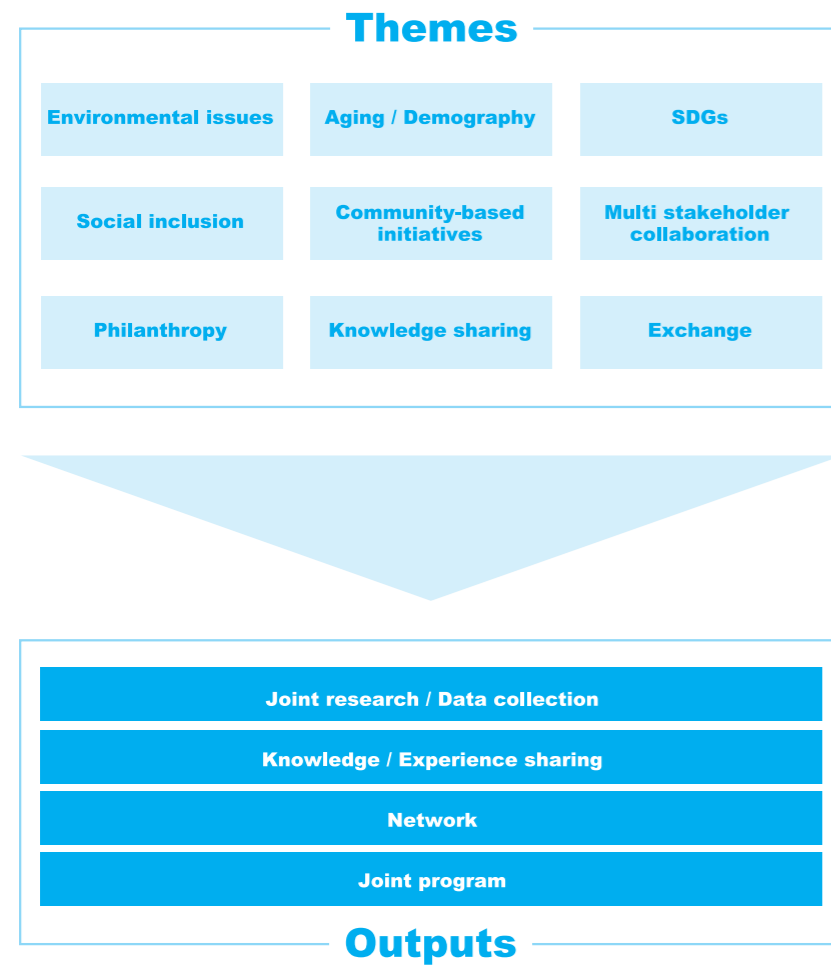 Themes
Environmental issues
Aging / Demography
SDGs
Social inclusion
Community-based
initiatives
Multi stakeholder
collaboration
Philanthropy
Knowledge sharing
Exchange
Joint research / Data collection
Knowledge / Experience sharing
Network
Joint program
Outputs